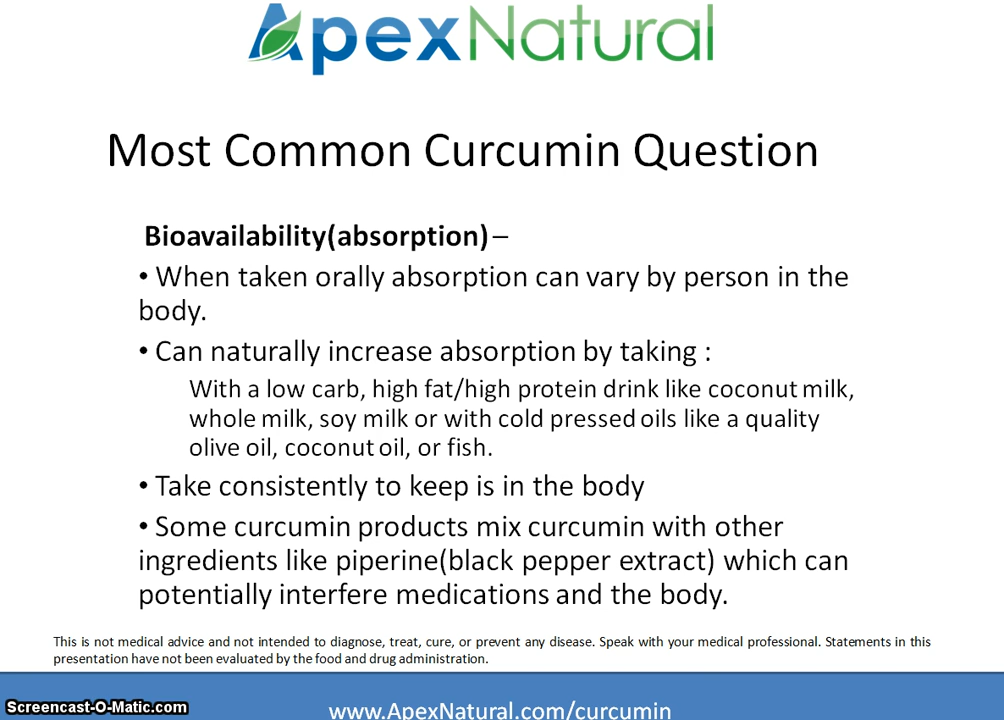 ApexNatural
Most Common Curcumin Question
Bioavailability(absorption) –
• When taken orally absorption can vary by person in the
body.
• Can naturally increase absorption by taking :
With a low carb, high fat/high protein drink like coconut milk,
whole milk, soy milk or with cold pressed oils like a quality
olive oil, coconut oil, or fish.
• Take consistently to keep is in the body
• Some curcumin products mix curcumin with other
ingredients like piperine(black pepper extract) which can
potentially interfere medications and the body.
This is not medical advice and not intended to diagnose, treat, cure, or prevent any disease. Speak with your medical professional. Statements in this
presentation have not been evaluated by the food and drug administration.
Screencast-O-Matic.com
www.ApexNatural.com/curcumin